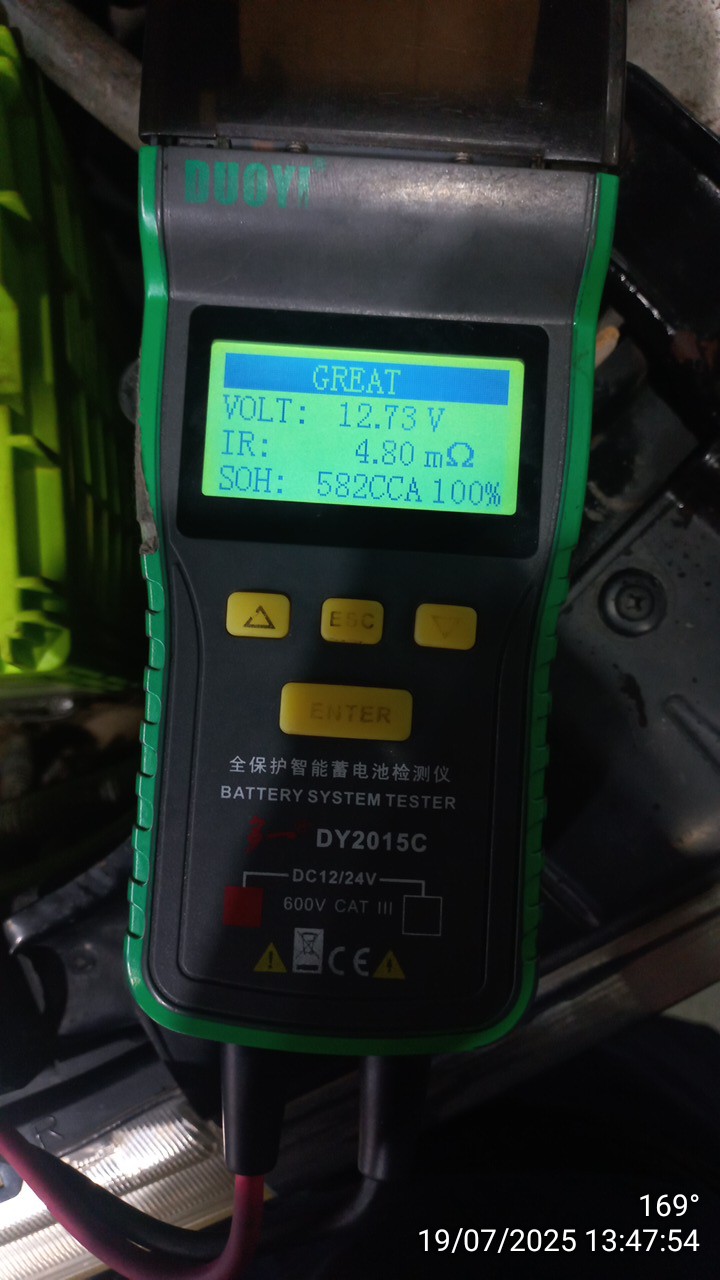 DUOYI
GREAT
VOLT: 12.73 V
IR: 4.80 mΩ
SOH: 582CCA 100%
ESC
ENTER
全保护智能蓄电池检测仪
BATTERY SYSTEM TESTER
DY2015C
DC12/24V
600V CAT III
CE
R
169°
19/07/2025 13:47:54